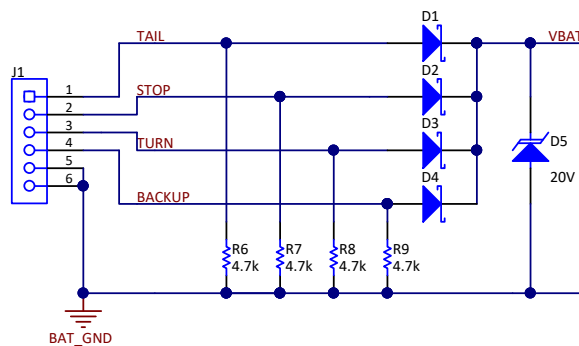 J1
1
2
3
4
5
6
TAIL
STOP
TURN
BACKUP
D1
D2
D3
D4
VBAT
D5
20V
R6
4.7k
R7
4.7k
R8
4.7k
R9
4.7k
BAT_GND